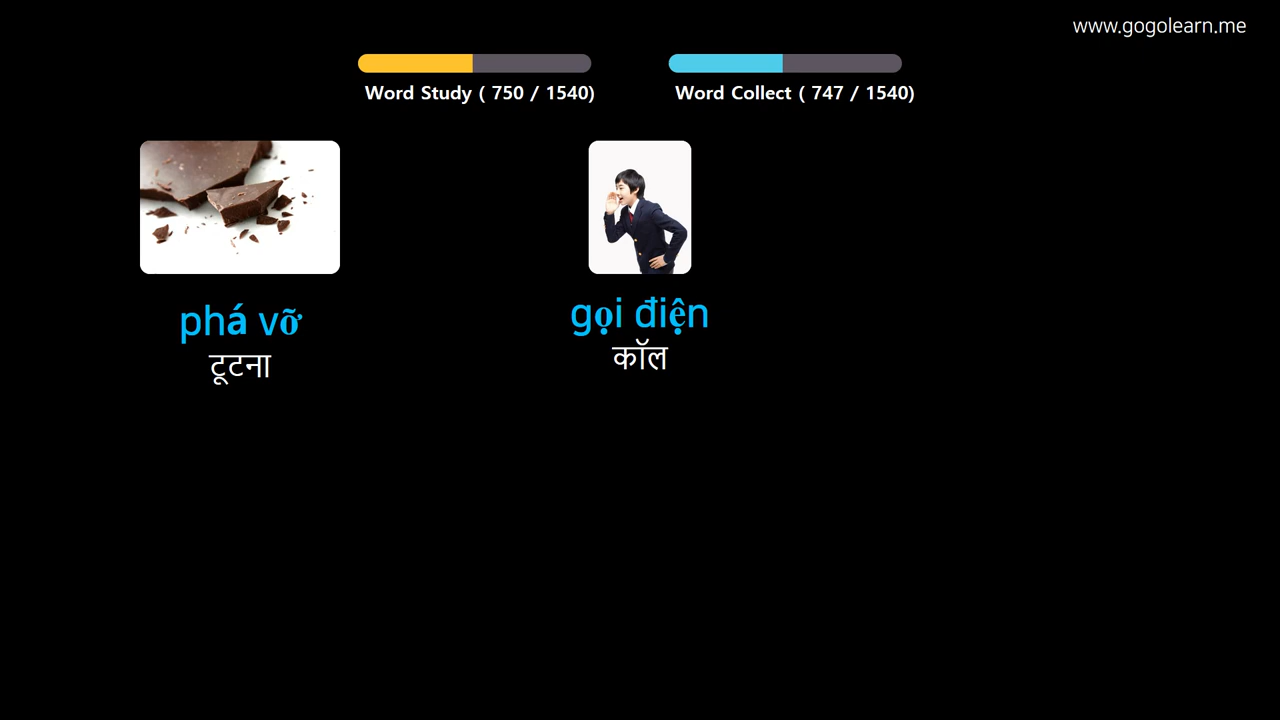 www.gogolearn.me
Word Study ( 750 / 1540)
Word Collect ( 747 / 1540)
phá vỡ
टूटना
gọi điện
कॉल